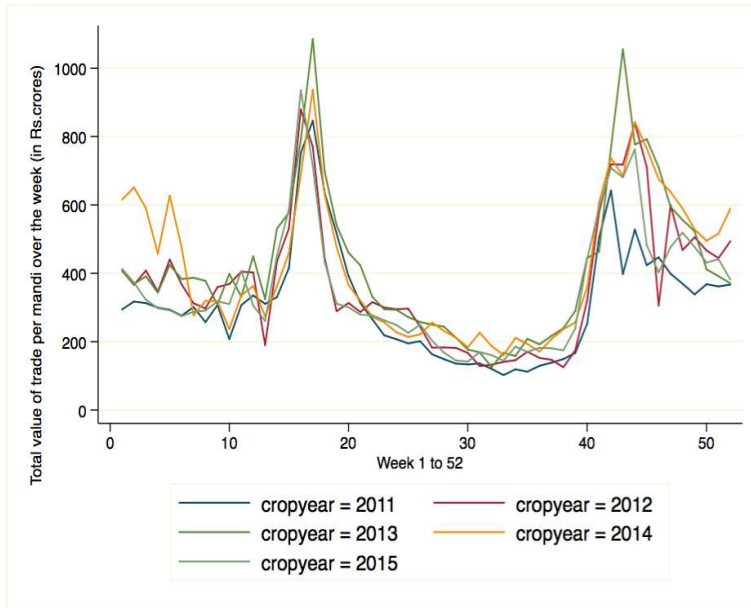 Total value of trade per mandi over the week (in Rs.crores)
1000
800
600
400
200
0
0 10 20 30 40 50
Week 1 to 52
cropyear = 2011 cropyear = 2012
cropyear = 2013 cropyear = 2014
cropyear = 2015